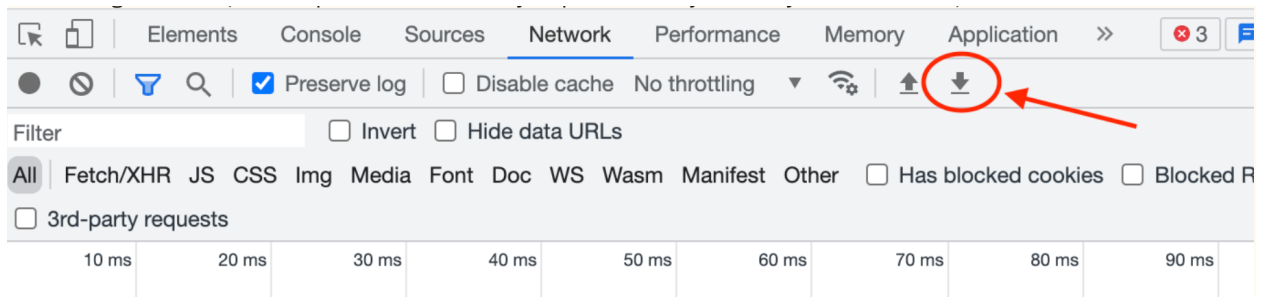 Elements Console Sources Network Performance Memory Application 3
Preserve log Disable cache No throttling
Filter Invert Hide data URLs
All Fetch/XHR JS CSS Img Media Font Doc WS Wasm Manifest Other Has blocked cookies Blocked R
3rd-party requests
10 ms 20 ms 30 ms 40 ms 50 ms 60 ms 70 ms 80 ms 90 ms